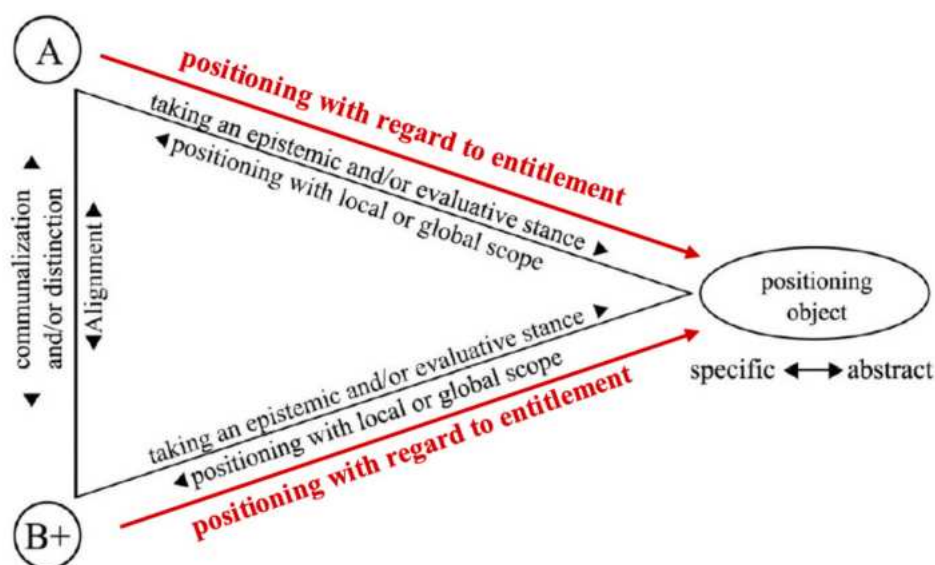 A
positioning with regard to entitlement
taking an epistemic and/or evaluative stance
positioning with local or global scope
communalization
and/or distinction
Alignment
positioning
object
specific
abstract
taking an epistemic and/or evaluative stance
positioning with local or global scope
positioning with regard to entitlement
B+